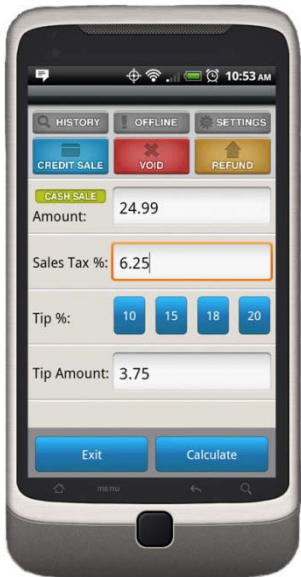 10:53 AM
HISTORY OFFLINE SETTINGS
CREDIT SALE VOID REFUND
CASH SALE
Amount: 24.99
Sales Tax %: 6.25
Tip %: 10 15 18 20
Tip Amount: 3.75
Exit Calculate
menu